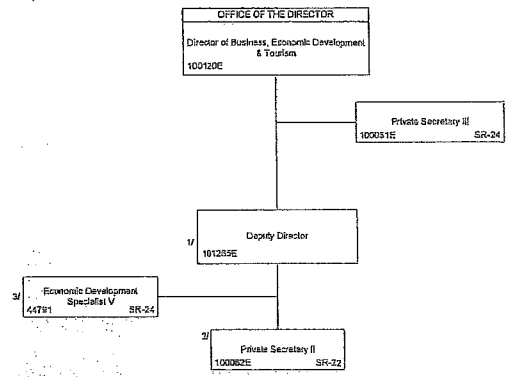 OFFICE OF THE DIRECTOR
Director of Business, Economic Development
& Tourism
100120E
Private Secretary III
100051E SR-24
1/
Deputy Director
101265E
3/
Economic Development
Specialist V
44791 SR-24
2/
Private Secretary II
100062E SR-22